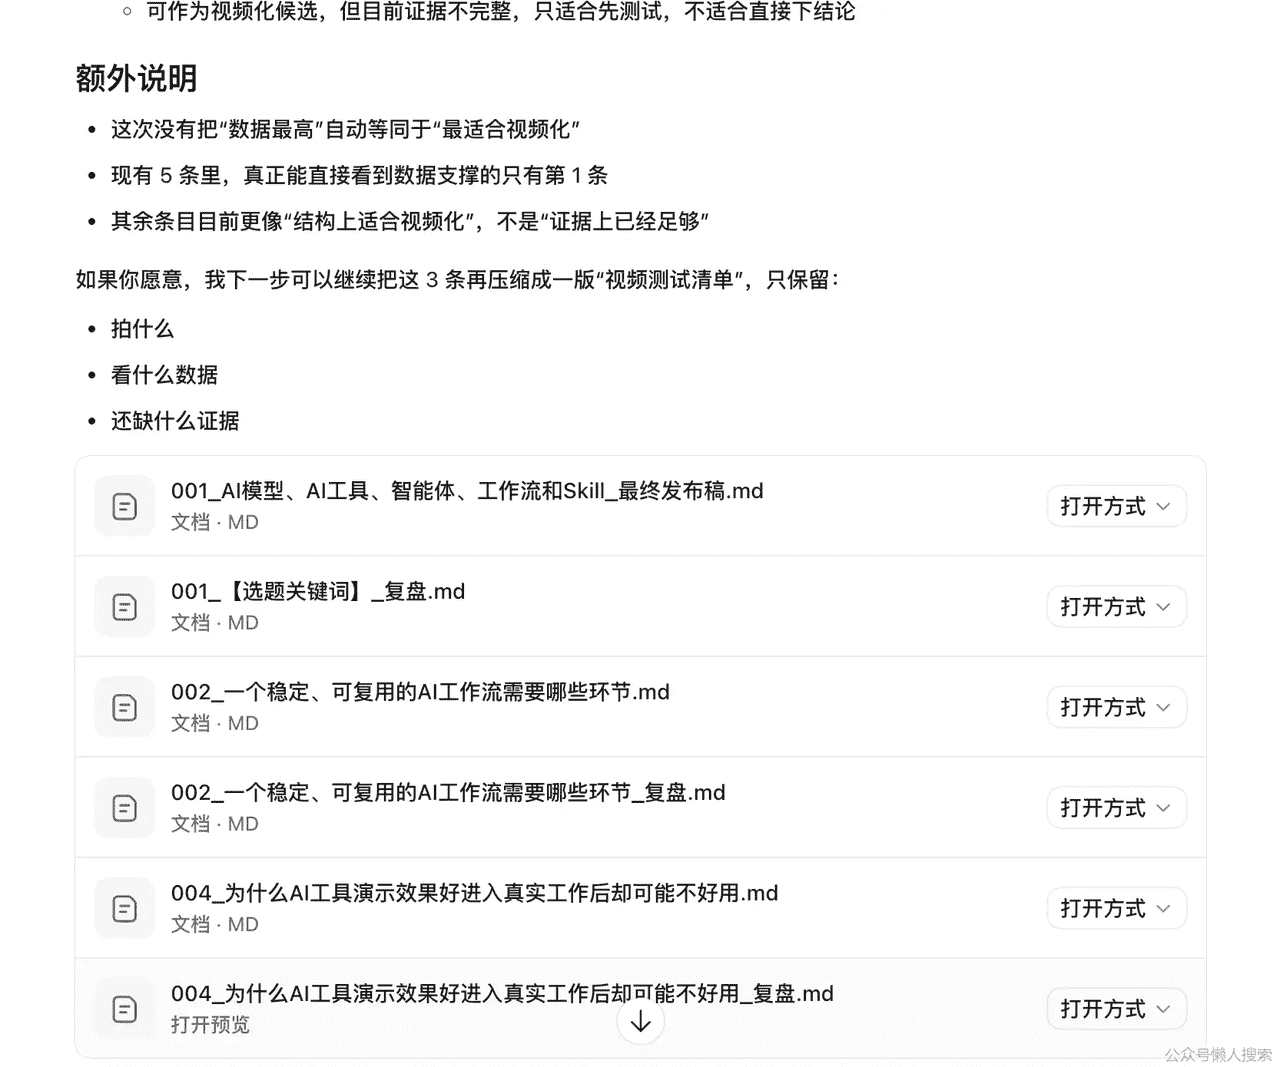 可作为视频化候选，但目前证据不完整，只适合先测试，不适合直接下结论
额外说明
这次没有把“数据最高”自动等同于“最适合视频化”
现有 5 条里，真正能直接看到数据支撑的只有第 1 条
其余条目目前更像“结构上适合视频化”，不是“证据上已经足够”
如果你愿意，我下一步可以继续把这 3 条再压缩成一版“视频测试清单”，只保留：
拍什么
看什么数据
还缺什么证据
001_AI模型、AI工具、智能体、工作流和Skill_最终发布稿.md
文档 · MD
打开方式
001_【选题关键词】_复盘.md
文档 · MD
打开方式
002_一个稳定、可复用的AI工作流需要哪些环节.md
文档 · MD
打开方式
002_一个稳定、可复用的AI工作流需要哪些环节_复盘.md
文档 · MD
打开方式
004_为什么AI工具演示效果好进入真实工作后却可能不好用.md
文档 · MD
打开方式
004_为什么AI工具演示效果好进入真实工作后却可能不好用_复盘.md
打开预览
打开方式
公众号懒人搜索